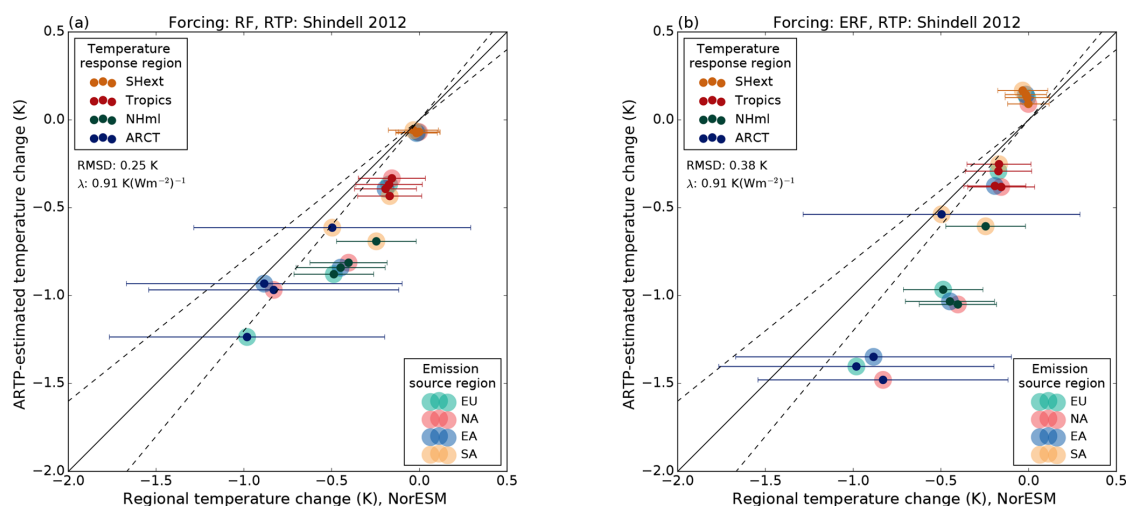 (a) Forcing: RF, RTP: Shindell 2012
0.5
0.0
−0.5
−1.0
−1.5
−2.0
ARTP-estimated temperature change (K)
Temperature
response region
SHext
Tropics
NHml
ARCT
RMSD: 0.25 K
λ: 0.91 K(Wm⁻²)⁻¹
Emission
source region
EU
NA
EA
SA
−2.0 −1.5 −1.0 −0.5 0.0 0.5
Regional temperature change (K), NorESM
(b) Forcing: ERF, RTP: Shindell 2012
0.5
0.0
−0.5
−1.0
−1.5
−2.0
ARTP-estimated temperature change (K)
Temperature
response region
SHext
Tropics
NHml
ARCT
RMSD: 0.38 K
λ: 0.91 K(Wm⁻²)⁻¹
Emission
source region
EU
NA
EA
SA
−2.0 −1.5 −1.0 −0.5 0.0 0.5
Regional temperature change (K), NorESM